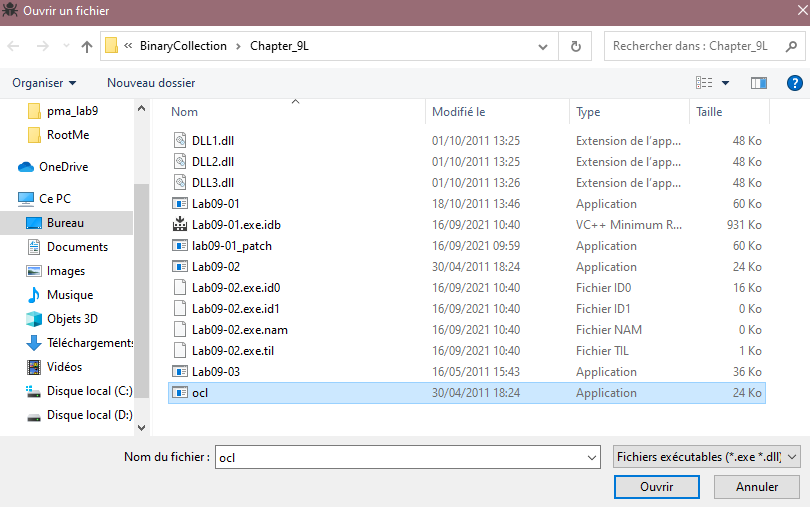 Ouvrir un fichier
« BinaryCollection › Chapter_9L
Rechercher dans : Chapter_9L
Organiser Nouveau dossier
Nom Modifié le Type Taille
pma_lab9
RootMe
OneDrive
Ce PC
Bureau
Documents
Images
Musique
Objets 3D
Téléchargements
Vidéos
Disque local (C:)
Disque local (D:)
DLL1.dll 01/10/2011 13:25 Extension de l'app... 48 Ko
DLL2.dll 01/10/2011 13:25 Extension de l'app... 48 Ko
DLL3.dll 01/10/2011 13:26 Extension de l'app... 48 Ko
Lab09-01 18/10/2011 13:46 Application 60 Ko
Lab09-01.exe.idb 16/09/2021 10:40 VC++ Minimum R... 931 Ko
lab09-01_patch 16/09/2021 09:59 Application 60 Ko
Lab09-02 30/04/2011 18:24 Application 24 Ko
Lab09-02.exe.id0 16/09/2021 10:40 Fichier ID0 16 Ko
Lab09-02.exe.id1 16/09/2021 10:40 Fichier ID1 0 Ko
Lab09-02.exe.nam 16/09/2021 10:40 Fichier NAM 0 Ko
Lab09-02.exe.til 16/09/2021 10:40 Fichier TIL 1 Ko
Lab09-03 16/05/2011 15:43 Application 36 Ko
ocl 30/04/2011 18:24 Application 24 Ko
Nom du fichier : ocl Fichiers exécutables (*.exe *.dll)
Ouvrir Annuler